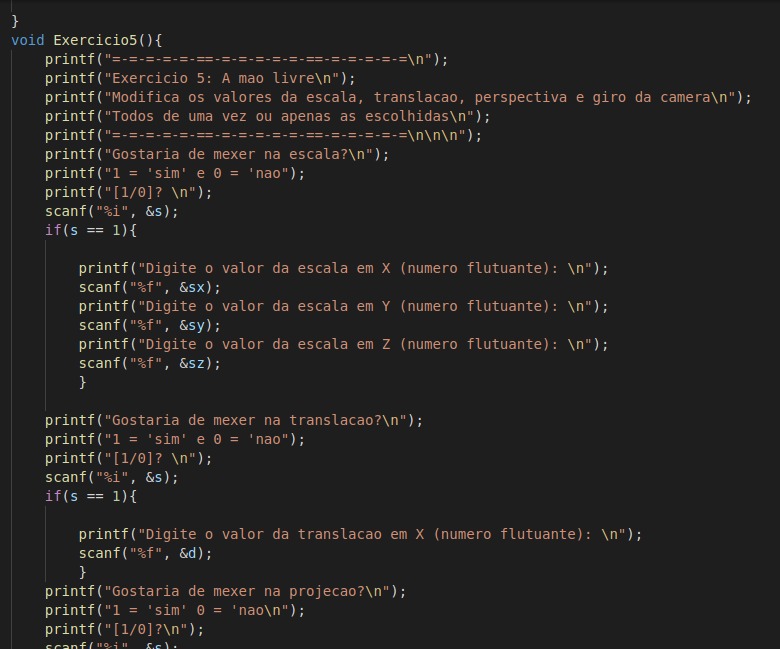 }
void Exercicio5(){
printf("=-=-=-=-=-==-=-=-=-=-=-==-=-=-=-=-=\n");
printf("Exercicio 5: A mao livre\n");
printf("Modifica os valores da escala, translacao, perspectiva e giro da camera\n");
printf("Todos de uma vez ou apenas as escolhidas\n");
printf("=-=-=-=-=-==-=-=-=-=-=-==-=-=-=-=-=\n\n\n");
printf("Gostaria de mexer na escala?\n");
printf("1 = 'sim' e 0 = 'nao");
printf("[1/0]? \n");
scanf("%i", &s);
if(s == 1){
printf("Digite o valor da escala em X (numero flutuante): \n");
scanf("%f", &sx);
printf("Digite o valor da escala em Y (numero flutuante): \n");
scanf("%f", &sy);
printf("Digite o valor da escala em Z (numero flutuante): \n");
scanf("%f", &sz);
}
printf("Gostaria de mexer na translacao?\n");
printf("1 = 'sim' e 0 = 'nao");
printf("[1/0]? \n");
scanf("%i", &s);
if(s == 1){
printf("Digite o valor da translacao em X (numero flutuante): \n");
scanf("%f", &d);
}
printf("Gostaria de mexer na projecao?\n");
printf("1 = 'sim' 0 = 'nao\n");
printf("[1/0]?\n");
scanf("%i", &s);